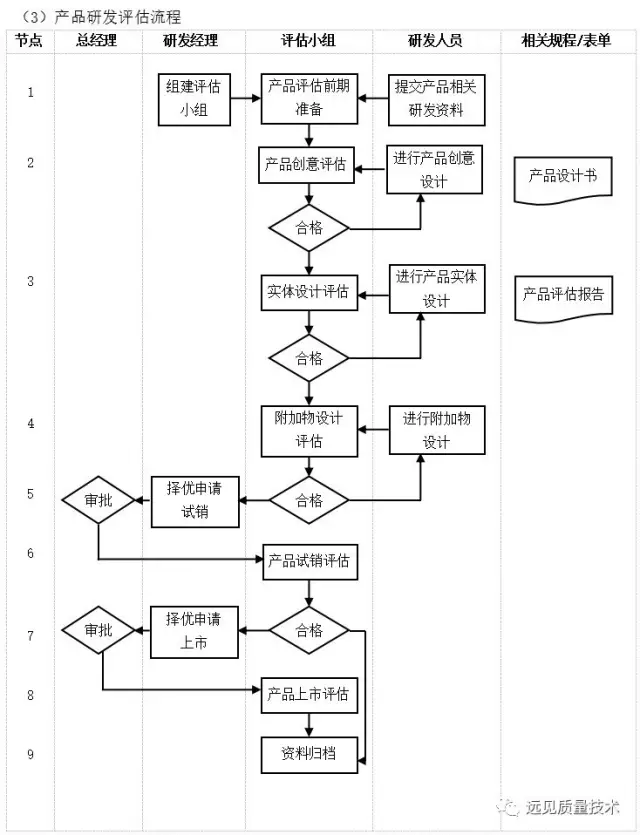 （3）产品研发评估流程
节点 总经理 研发经理 评估小组 研发人员 相关规程/表单
1
组建评估
小组
产品评估前期
准备
提交产品相关
研发资料
2
产品创意评估
进行产品创意
设计
产品设计书
合格
3
实体设计评估
进行产品实体
设计
产品评估报告
合格
4
附加物设计
评估
进行附加物
设计
5
审批
择优申请
试销
合格
6
产品试销评估
7
审批
择优申请
上市
合格
8
产品上市评估
9
资料归档
远见质量技术